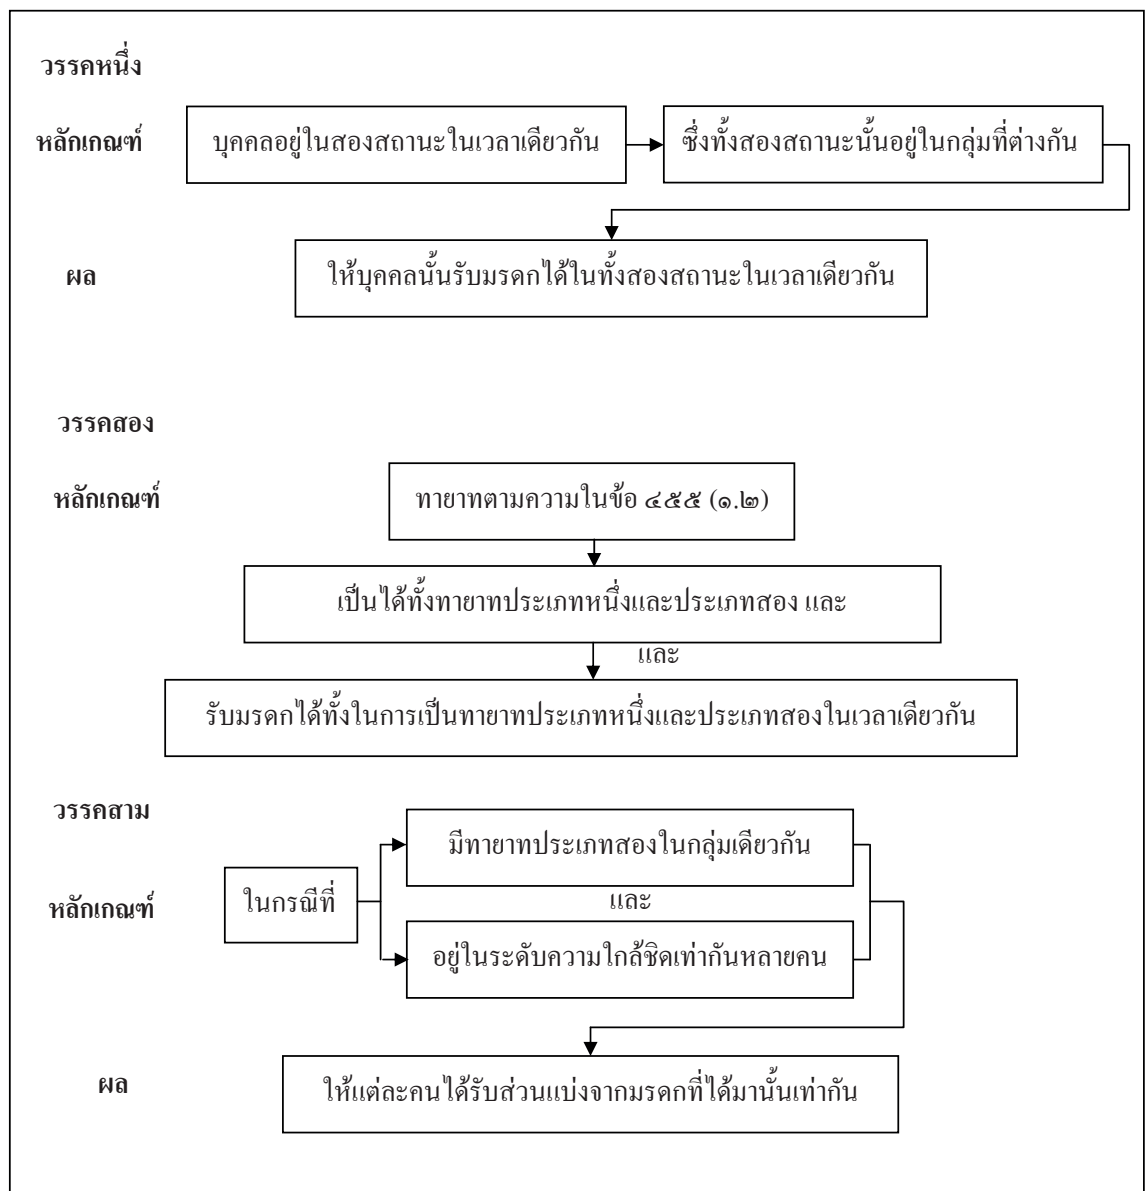 วรรคหนึ่ง
หลักเกณฑ์ บุคคลอยู่ในสองสถานะในเวลาเดียวกัน ซึ่งทั้งสองสถานะนั้นอยู่ในกลุ่มที่ต่างกัน
ผล ให้บุคคลนั้นรับมรดกได้ในทั้งสองสถานะในเวลาเดียวกัน
วรรคสอง
หลักเกณฑ์ ทายาทตามความในข้อ ๔๕๕ (๑.๒)
เป็นได้ทั้งทายาทประเภทหนึ่งและประเภทสอง และ
และ
รับมรดกได้ทั้งในการเป็นทายาทประเภทหนึ่งและประเภทสองในเวลาเดียวกัน
วรรคสาม
มีทายาทประเภทสองในกลุ่มเดียวกัน
หลักเกณฑ์ ในกรณีที่ และ
อยู่ในระดับความใกล้ชิดเท่ากันหลายคน
ผล ให้แต่ละคนได้รับส่วนแบ่งจากมรดกที่ได้มานั้นเท่ากัน